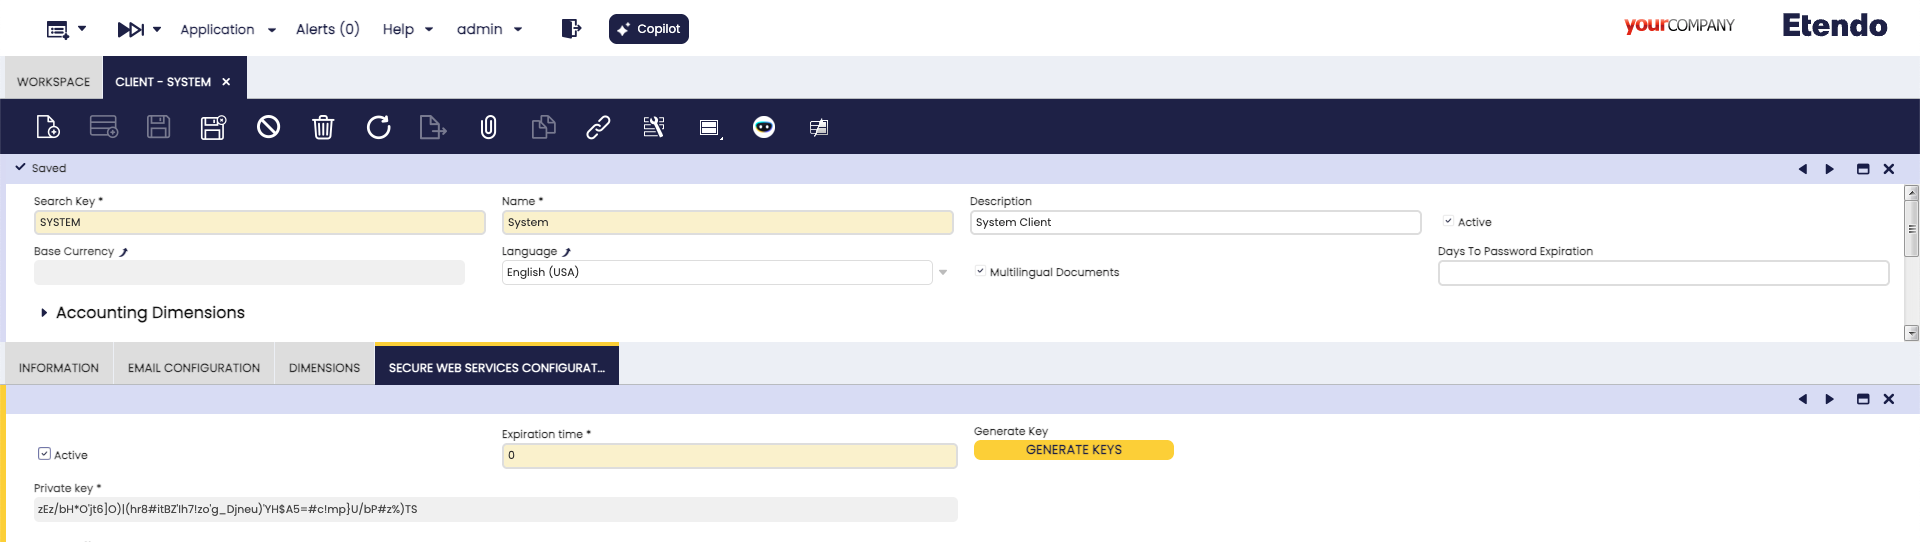 Application Alerts (0) Help admin Copilot yourCOMPANY Etendo
WORKSPACE CLIENT - SYSTEM
Saved
Search Key * Name * Description
SYSTEM System System Client Active
Base Currency Language Days To Password Expiration
English (USA) Multilingual Documents
Accounting Dimensions
INFORMATION EMAIL CONFIGURATION DIMENSIONS SECURE WEB SERVICES CONFIGURAT...
Expiration time * Generate Key
Active 0 GENERATE KEYS
Private key *
zEz/bH*O'jt6]O)|(hr8#itBZ'lh7!zo'g_Djneu)'YH$A5=#c!mp}U/bP#z%)TS